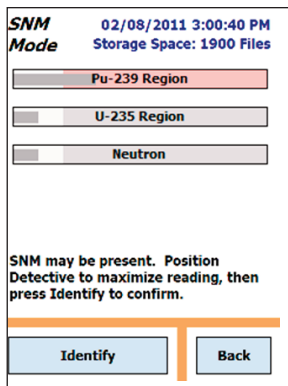 SNM 02/08/2011 3:00:40 PM
Mode Storage Space: 1900 Files
Pu-239 Region
U-235 Region
Neutron
SNM may be present. Position
Detective to maximize reading, then
press Identify to confirm.
Identify Back